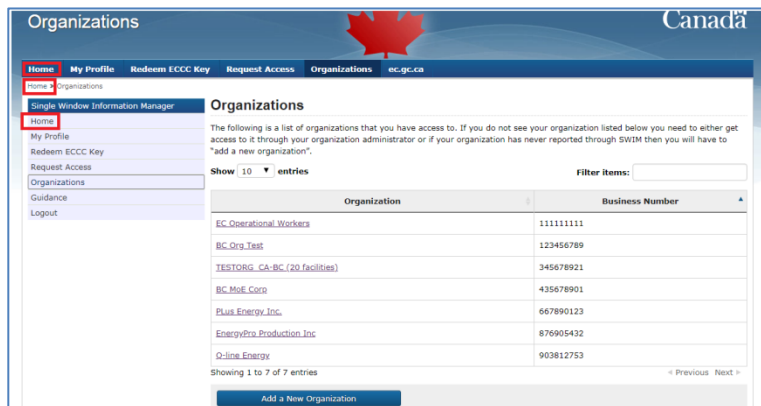 Organizations
Canada
Home My Profile Redeem ECCC Key Request Access Organizations ec.gc.ca
Home > Organizations
Single Window Information Manager
Home
My Profile
Redeem ECCC Key
Request Access
Organizations
Guidance
Logout
Organizations
The following is a list of organizations that you have access to. If you do not see your organization listed below you need to either get
access to it through your organization administrator or if your organization has never reported through SWIM then you will have to
"add a new organization".
Show 10 entries Filter items:
Organization Business Number
EC Operational Workers 111111111
BC Org Test 123456789
TESTORG_CA-BC (20 facilities) 345678921
BC MoE Corp 435678901
PLus Energy Inc. 667890123
EnergyPro Production Inc 876905432
Q-line Energy 903812753
Showing 1 to 7 of 7 entries Previous Next
Add a New Organization